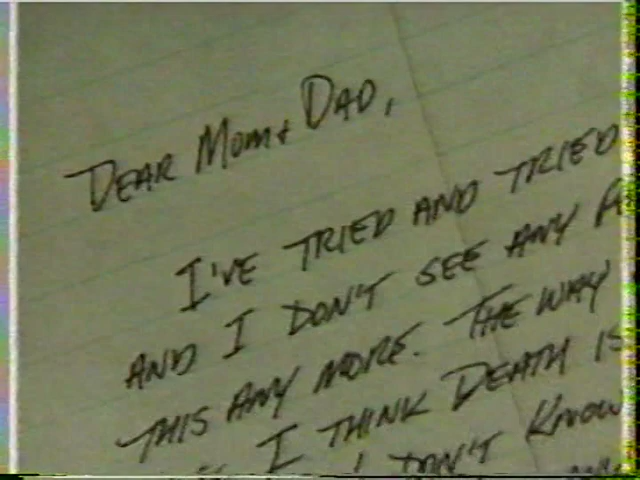 DEAR MOM & DAD,
I'VE TRIED AND TRIED
AND I DON'T SEE ANY
THIS ANY MORE. THE WAY
I THINK DEATH IS
I DON'T KNOW